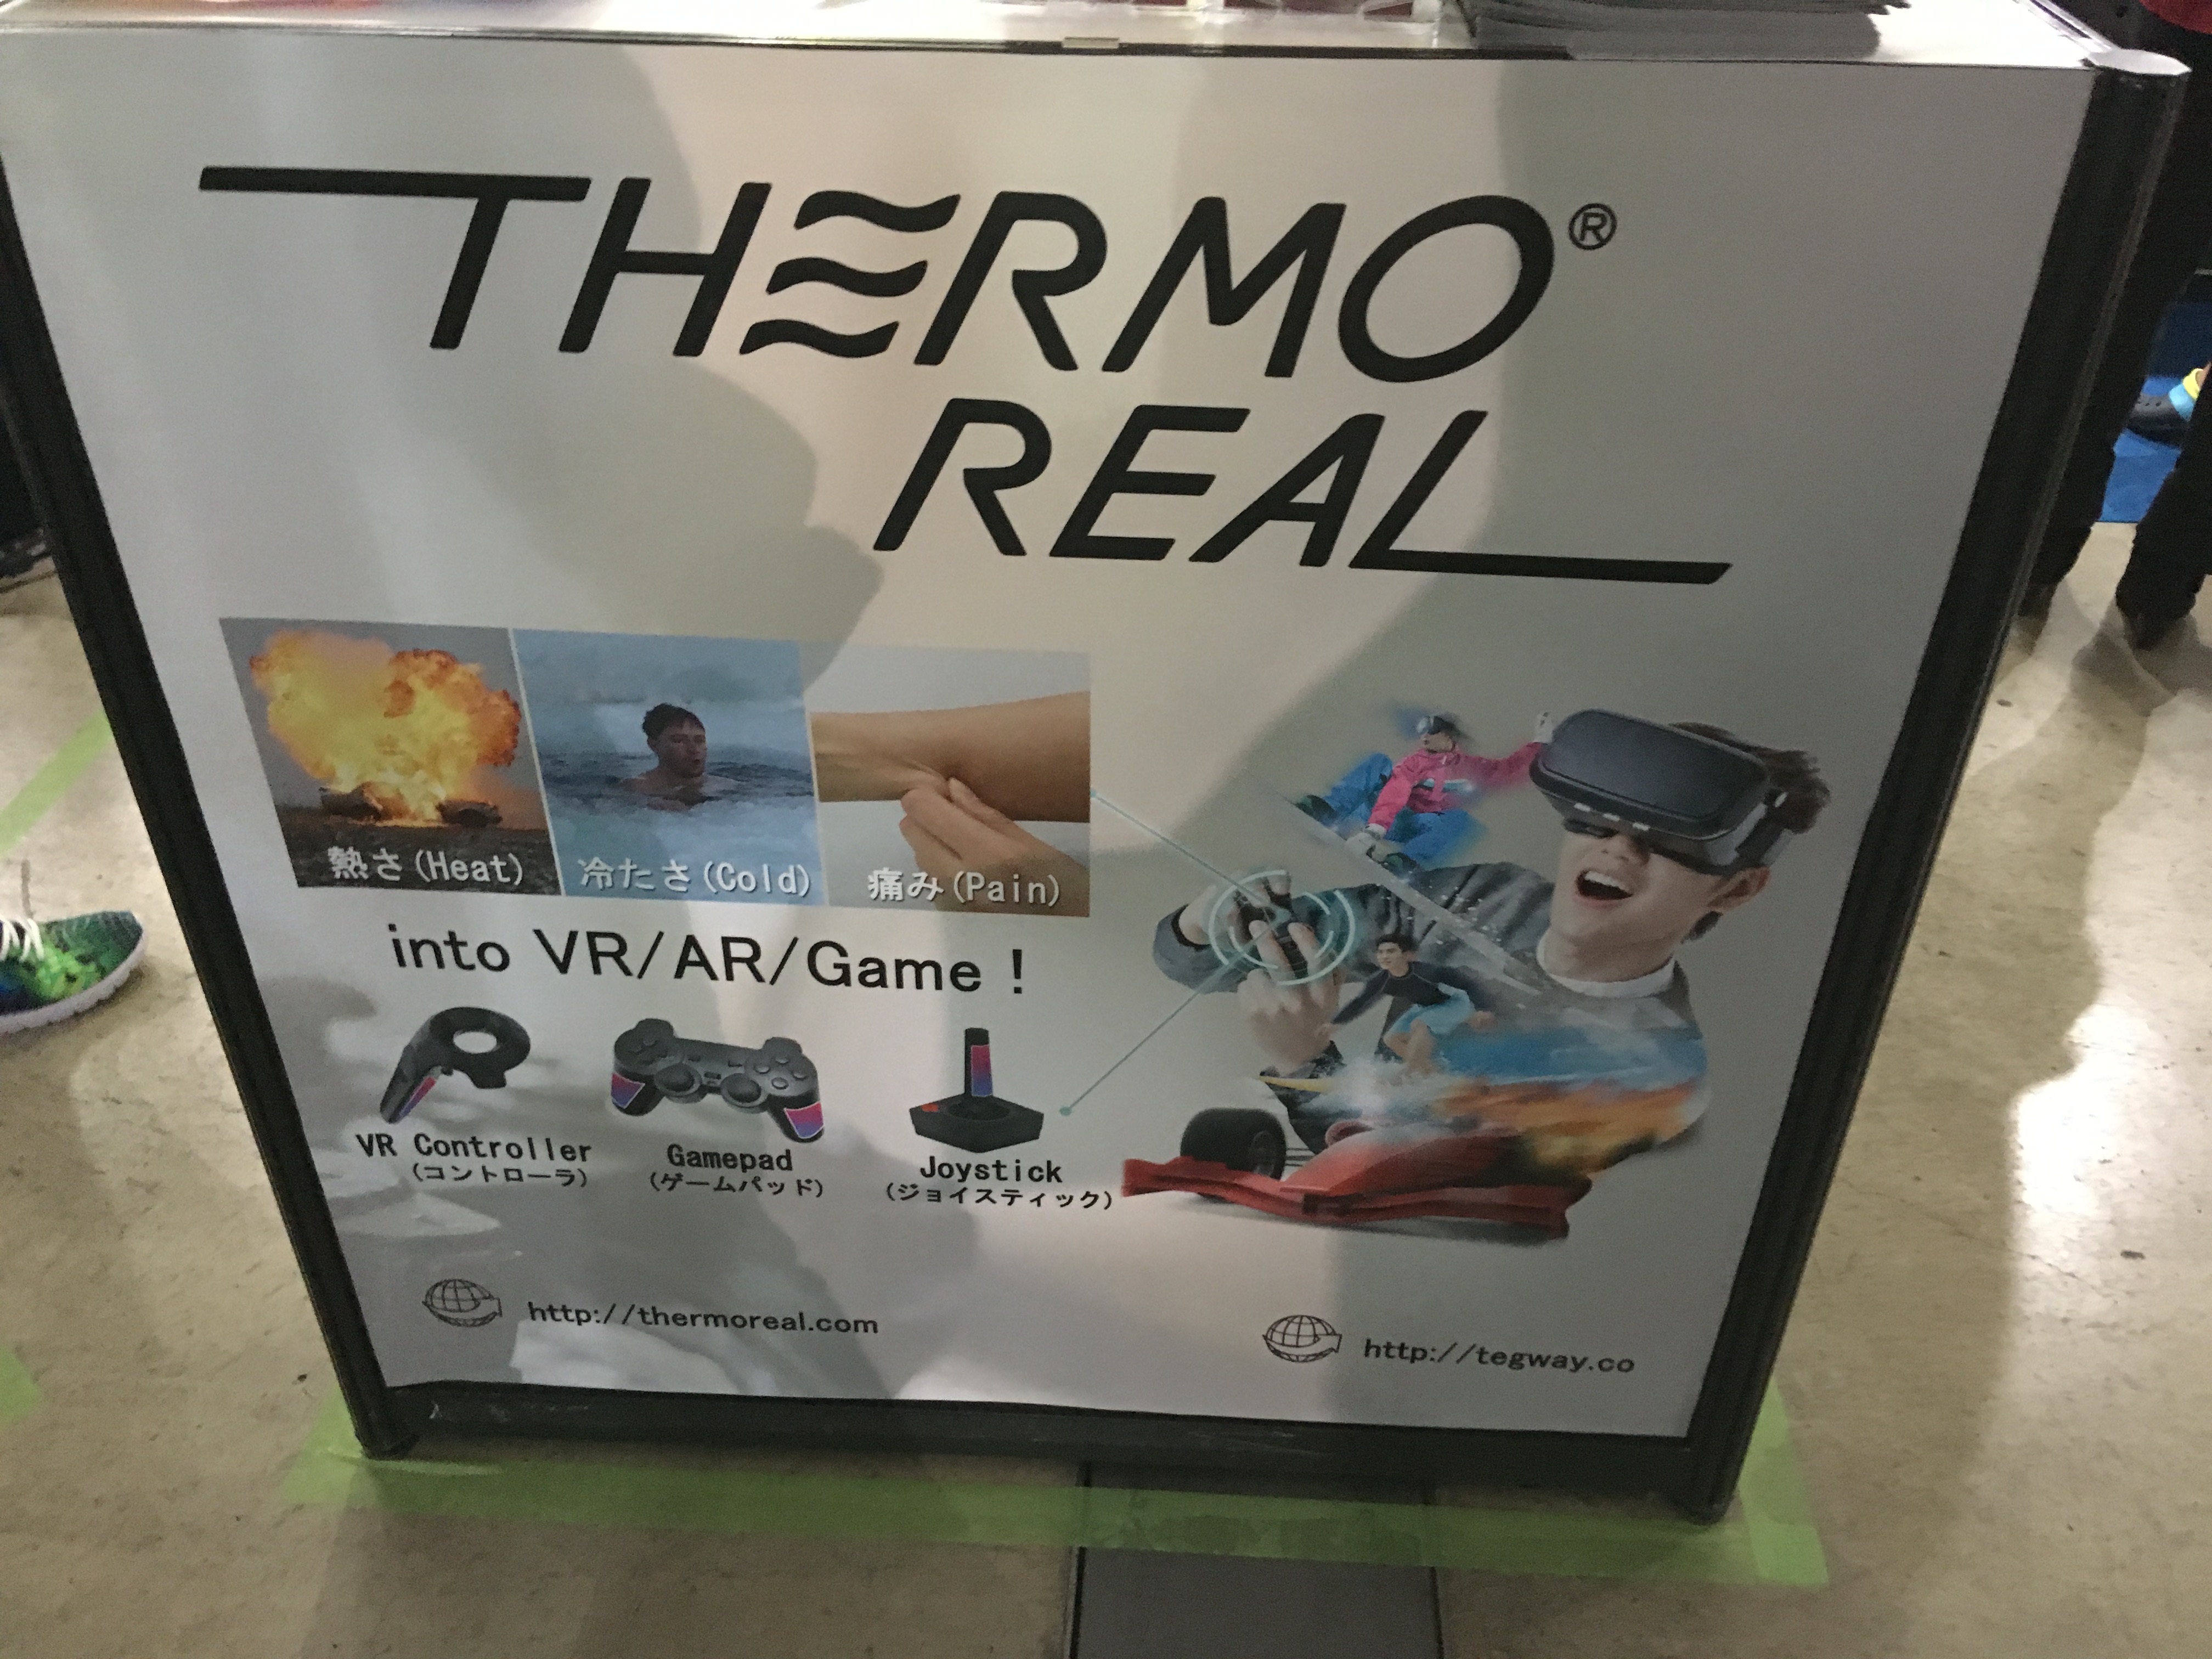 THERMO®
REAL
熱さ(Heat)
冷たさ(Cold)
痛み(Pain)
into VR/AR/Game !
VR Controller
(コントローラ)
Gamepad
(ゲームパッド)
Joystick
(ジョイスティック)
http://thermoreal.com
http://tegway.co